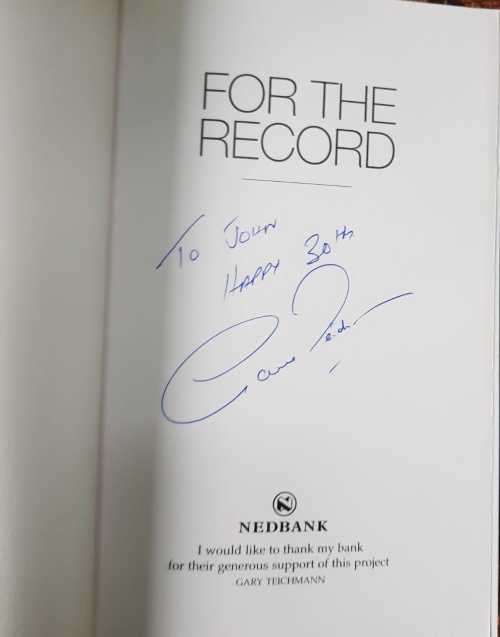 FOR THE
RECORD
TO JOHN
HAPPY 30th
NEDBANK
I would like to thank my bank
for their generous support of this project
GARY TEICHMANN